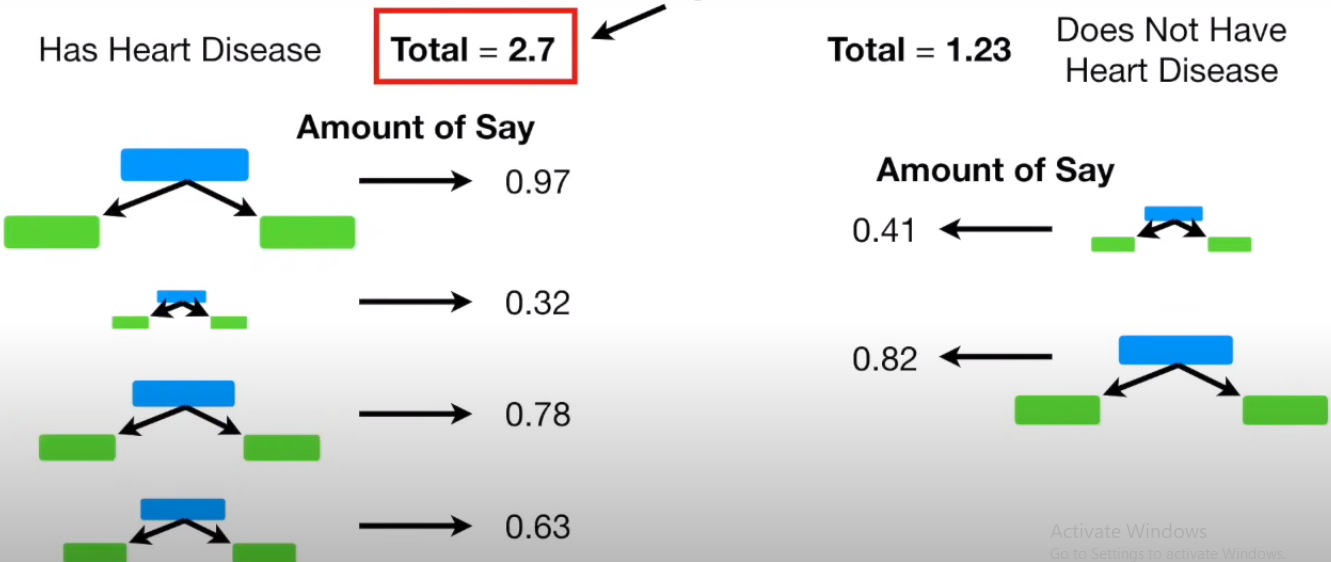 Has Heart Disease
Total = 2.7
Amount of Say
0.97
0.32
0.78
0.63
Total = 1.23
Does Not Have
Heart Disease
Amount of Say
0.41
0.82
Activate Windows
Go to Settings to activate Windows.